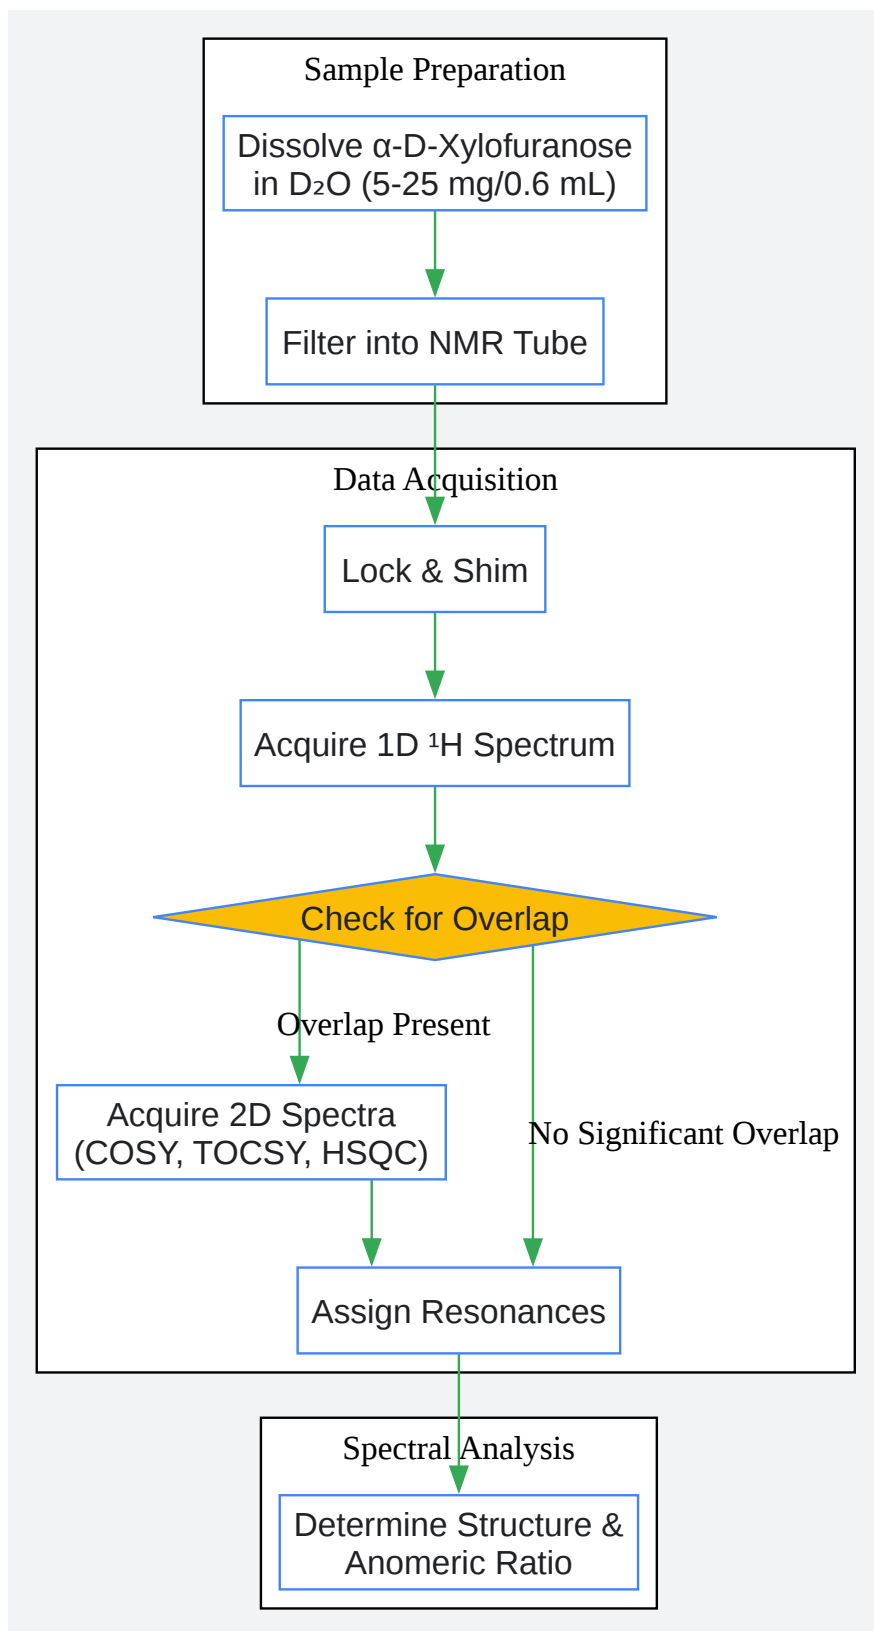 Sample Preparation
Dissolve α-D-Xylofuranose
in D₂O (5-25 mg/0.6 mL)
Filter into NMR Tube
Data Acquisition
Lock & Shim
Acquire 1D ¹H Spectrum
Check for Overlap
Overlap Present
Acquire 2D Spectra
(COSY, TOCSY, HSQC)
No Significant Overlap
Assign Resonances
Spectral Analysis
Determine Structure &
Anomeric Ratio